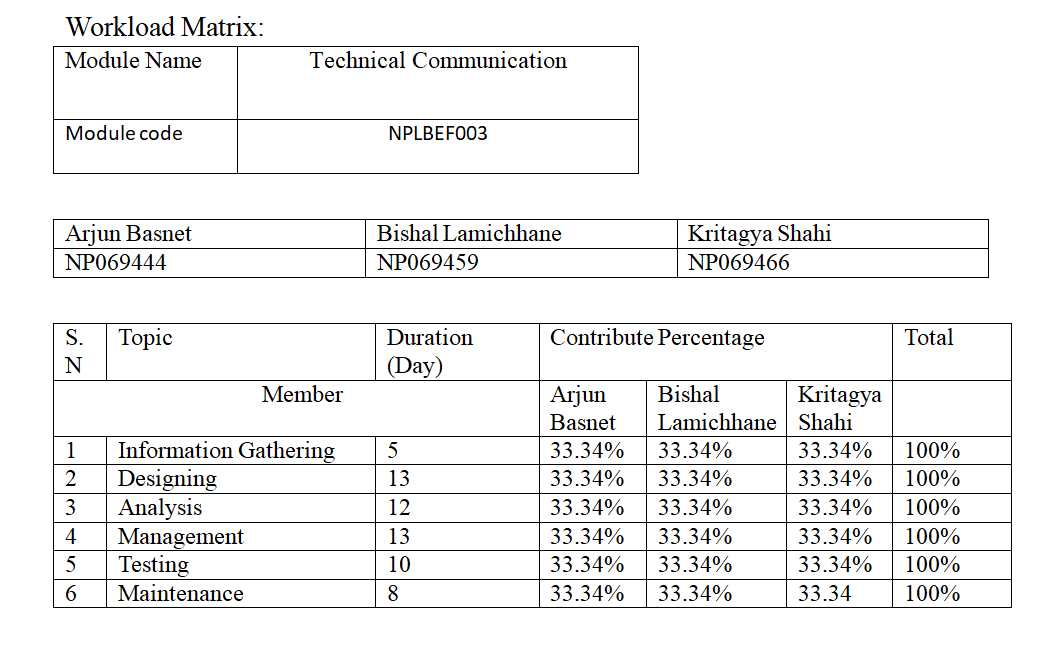 Workload Matrix:
Module Name Technical Communication
Module code NPLBEF003
Arjun Basnet Bishal Lamichhane Kritagya Shahi
NP069444 NP069459 NP069466
S. Topic Duration Contribute Percentage Total
N (Day)
Member Arjun Bishal Kritagya
Basnet Lamichhane Shahi
1 Information Gathering 5 33.34% 33.34% 33.34% 100%
2 Designing 13 33.34% 33.34% 33.34% 100%
3 Analysis 12 33.34% 33.34% 33.34% 100%
4 Management 13 33.34% 33.34% 33.34% 100%
5 Testing 10 33.34% 33.34% 33.34% 100%
6 Maintenance 8 33.34% 33.34% 33.34 100%